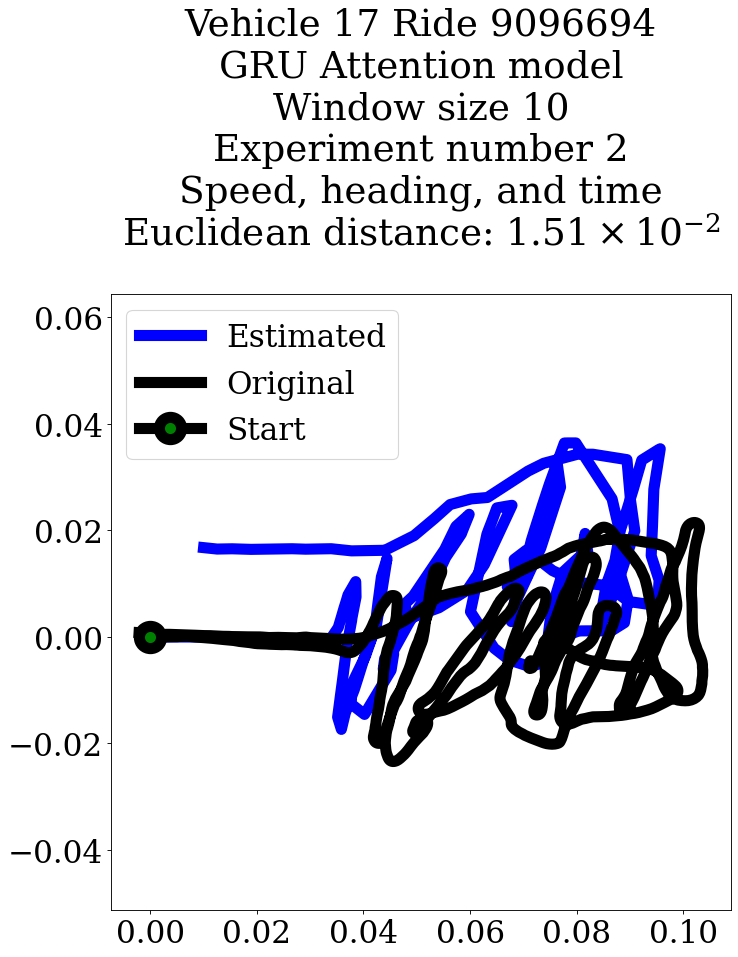 Vehicle 17 Ride 9096694
GRU Attention model
Window size 10
Experiment number 2
Speed, heading, and time
Euclidean distance: 1.51 × 10⁻²
Estimated
Original
Start
0.06
0.04
0.02
0.00
−0.02
−0.04
0.00 0.02 0.04 0.06 0.08 0.10